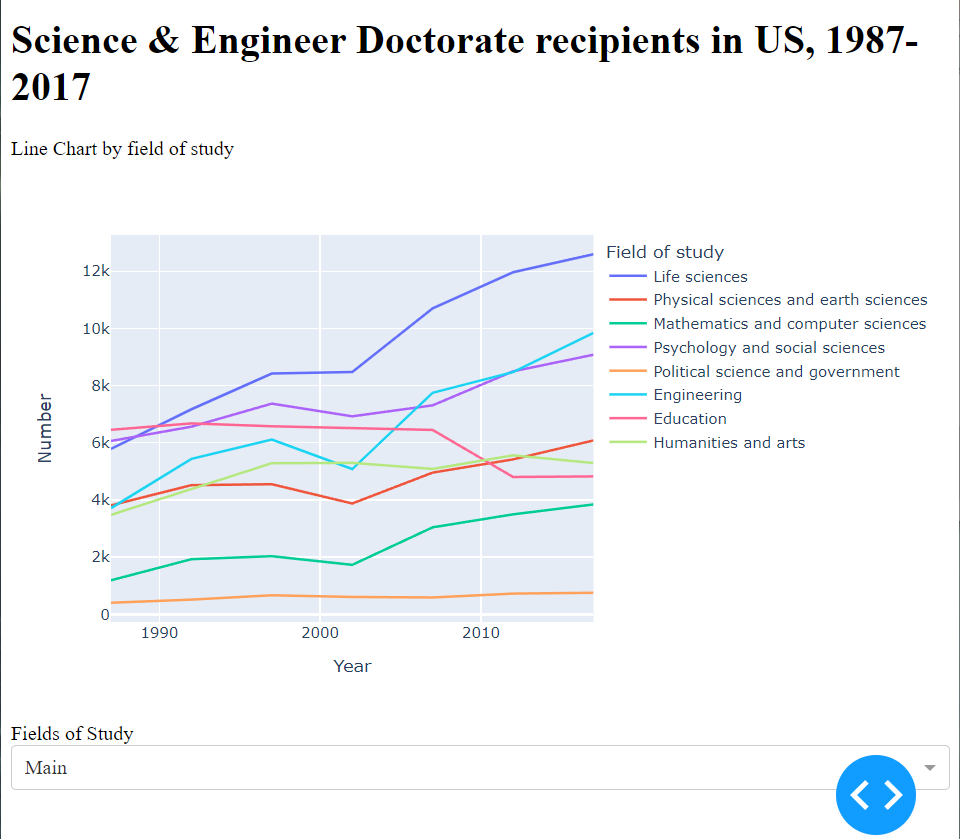 Science & Engineer Doctorate recipients in US, 1987-
2017
Line Chart by field of study
Number
12k
10k
8k
6k
4k
2k
0
1990
2000
2010
Year
Field of study
Life sciences
Physical sciences and earth sciences
Mathematics and computer sciences
Psychology and social sciences
Political science and government
Engineering
Education
Humanities and arts
Fields of Study
Main